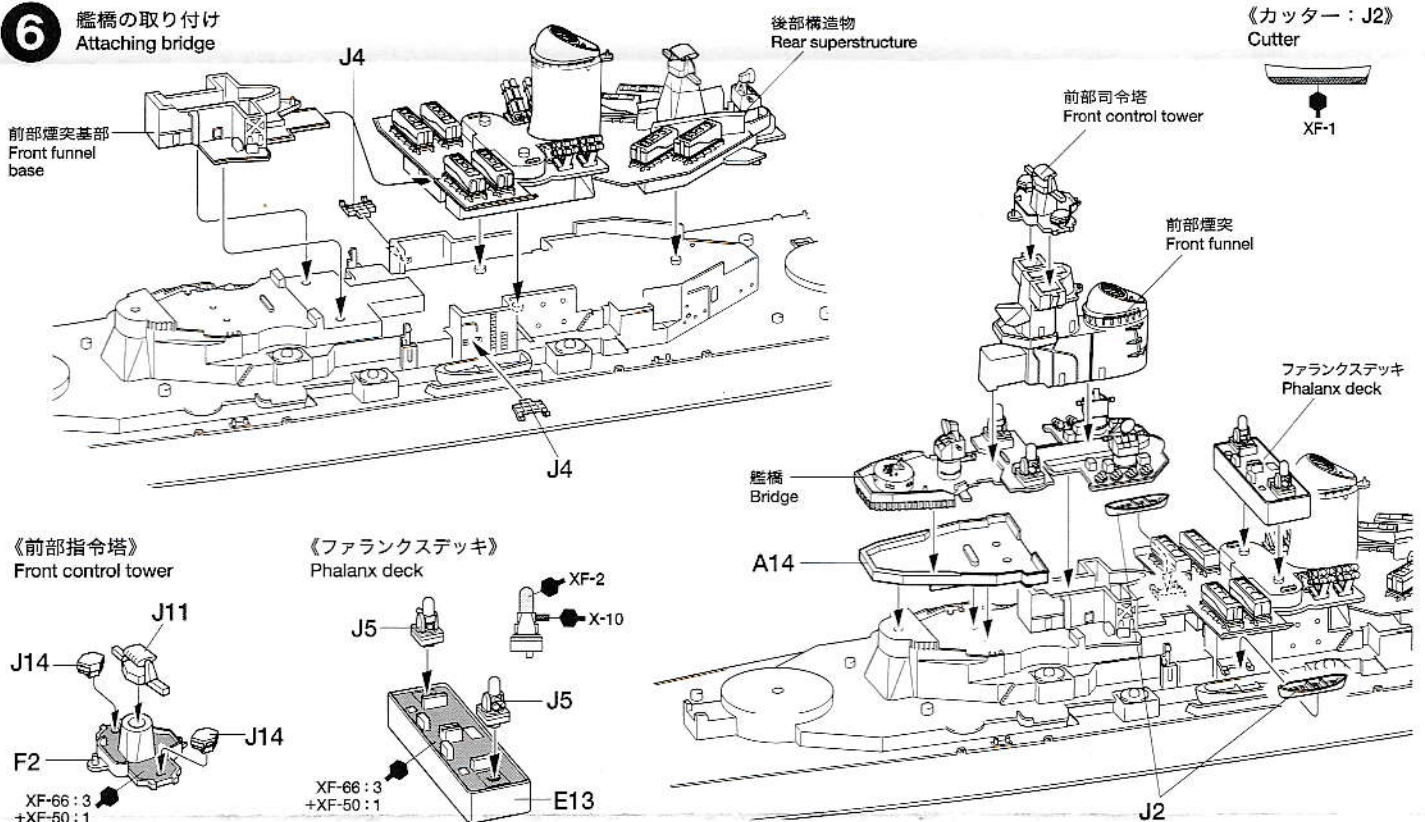 6
艦橋の取り付け
Attaching bridge
J4
前部煙突基部
Front funnel
base
後部構造物
Rear superstructure
J4
《カッター：J2》
Cutter
XF-1
前部司令塔
Front control tower
前部煙突
Front funnel
ファランクスデッキ
Phalanx deck
艦橋
Bridge
A14
J2
《前部指令塔》
Front control tower
J11
J14
J14
F2
XF-66：3
+XF-50：1
《ファランクスデッキ》
Phalanx deck
XF-2
X-10
J5
J5
XF-66：3
+XF-50：1
E13